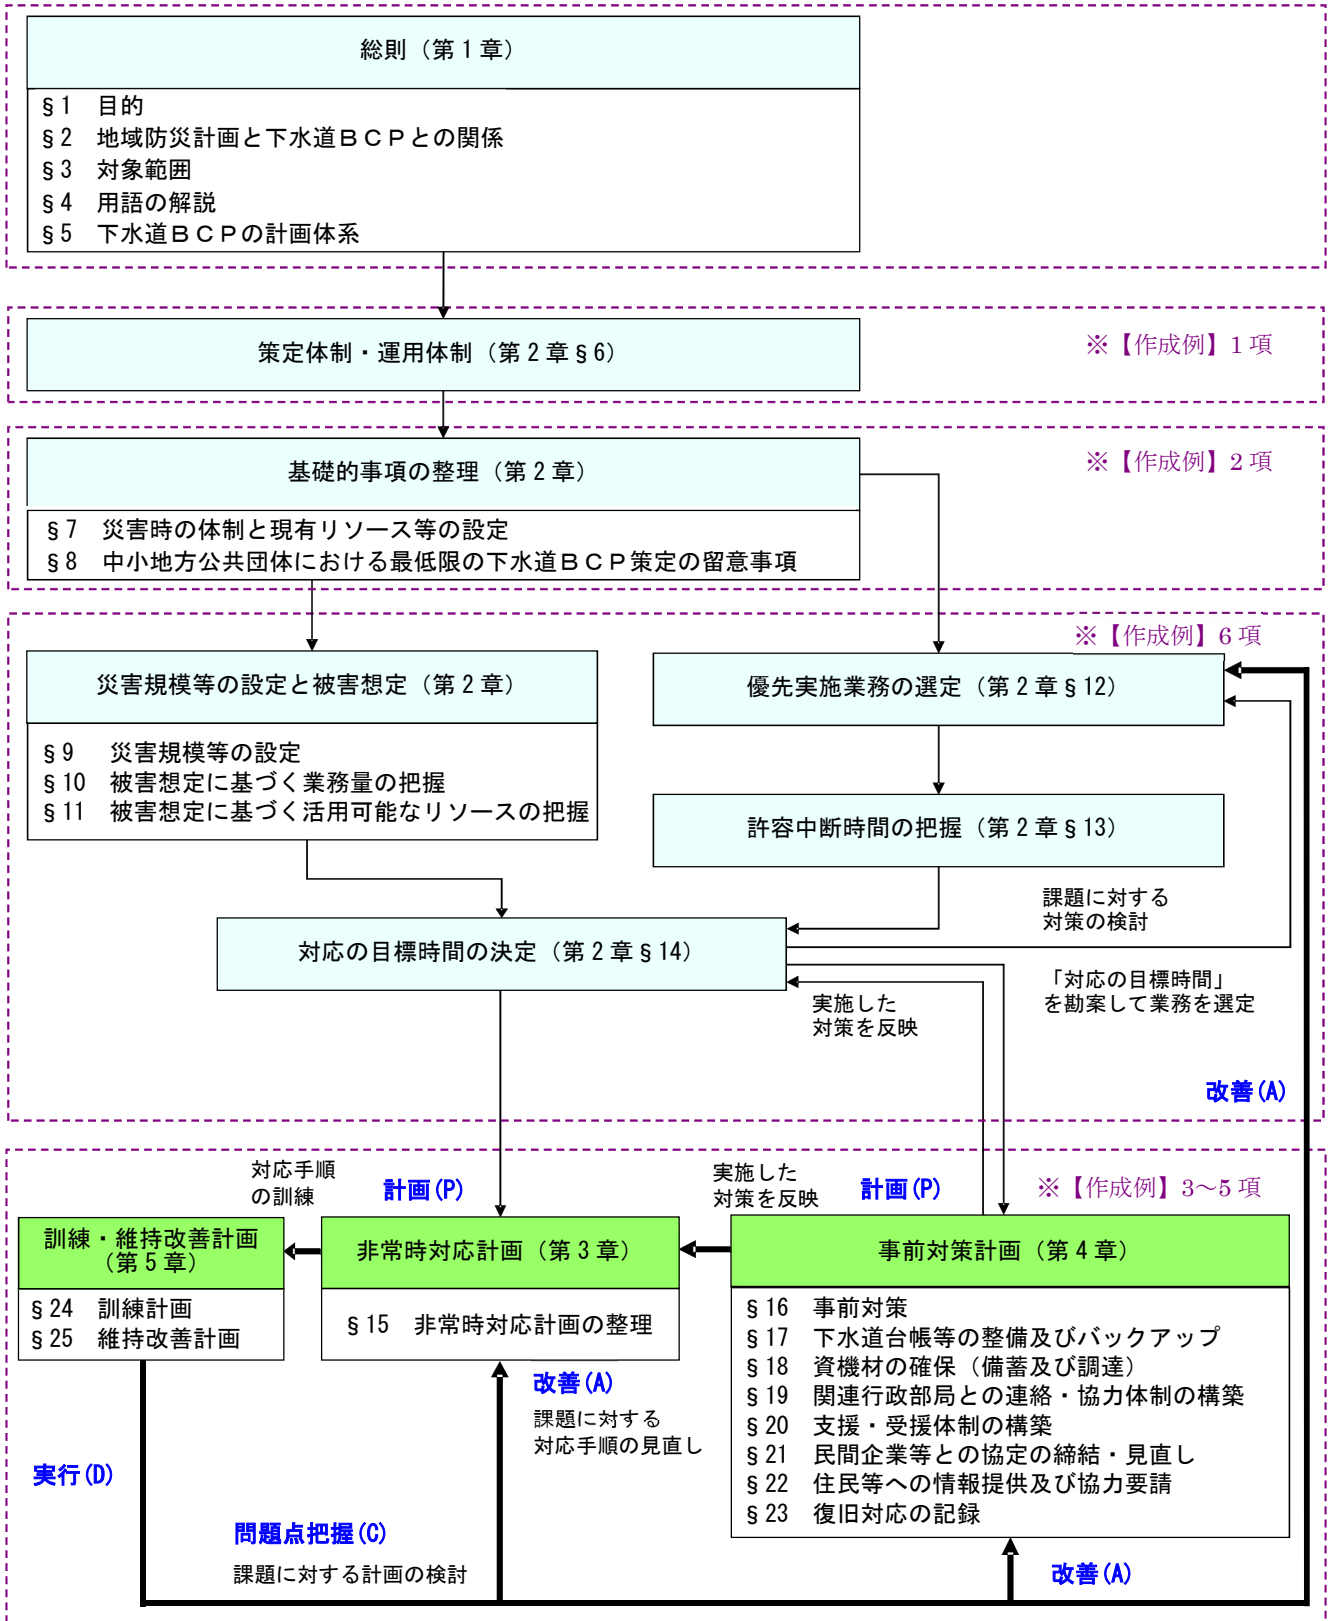 総則（第１章）
§1　目的
§2　地域防災計画と下水道ＢＣＰとの関係
§3　対象範囲
§4　用語の解説
§5　下水道ＢＣＰの計画体系
策定体制・運用体制（第２章§6）
※【作成例】1 項
基礎的事項の整理（第２章）
※【作成例】2 項
§7　災害時の体制と現有リソース等の設定
§8　中小地方公共団体における最低限の下水道ＢＣＰ策定の留意事項
※【作成例】6 項
災害規模等の設定と被害想定（第２章）
§9　災害規模等の設定
§10　被害想定に基づく業務量の把握
§11　被害想定に基づく活用可能なリソースの把握
優先実施業務の選定（第２章§12）
許容中断時間の把握（第２章§13）
課題に対する
対策の検討
対応の目標時間の決定（第２章§14）
「対応の目標時間」
を勘案して業務を選定
実施した
対策を反映
改善(A)
対応手順
の訓練
計画(P)
実施した
対策を反映
計画(P)
※【作成例】3～5 項
訓練・維持改善計画
（第５章）
§24　訓練計画
§25　維持改善計画
非常時対応計画（第３章）
§15　非常時対応計画の整理
事前対策計画（第４章）
§16　事前対策
§17　下水道台帳等の整備及びバックアップ
§18　資機材の確保（備蓄及び調達）
§19　関連行政部局との連絡・協力体制の構築
§20　支援・受援体制の構築
§21　民間企業等との協定の締結・見直し
§22　住民等への情報提供及び協力要請
§23　復旧対応の記録
改善(A)
課題に対する
対応手順の見直し
実行(D)
問題点把握(C)
課題に対する計画の検討
改善(A)